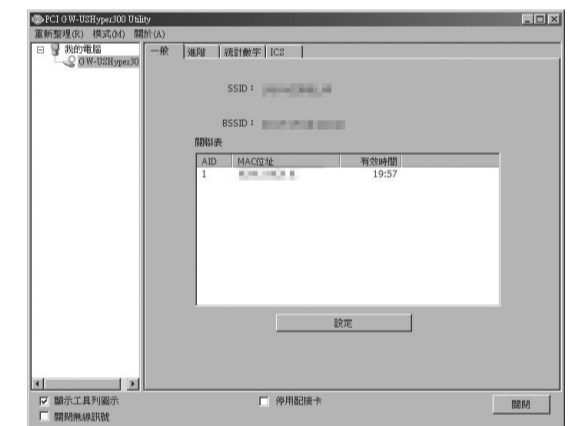 PCI GW-USHyper300 Utility
重新整理(R) 模式(M) 關於(A)
我的電腦
GW-USHyper30
一般 進階 統計數字 ICS
SSID：
BSSID：
關聯表
AID MAC位址 有效時間
1 19:57
設定
顯示工具列圖示 停用配接卡
關閉無線訊號
關閉